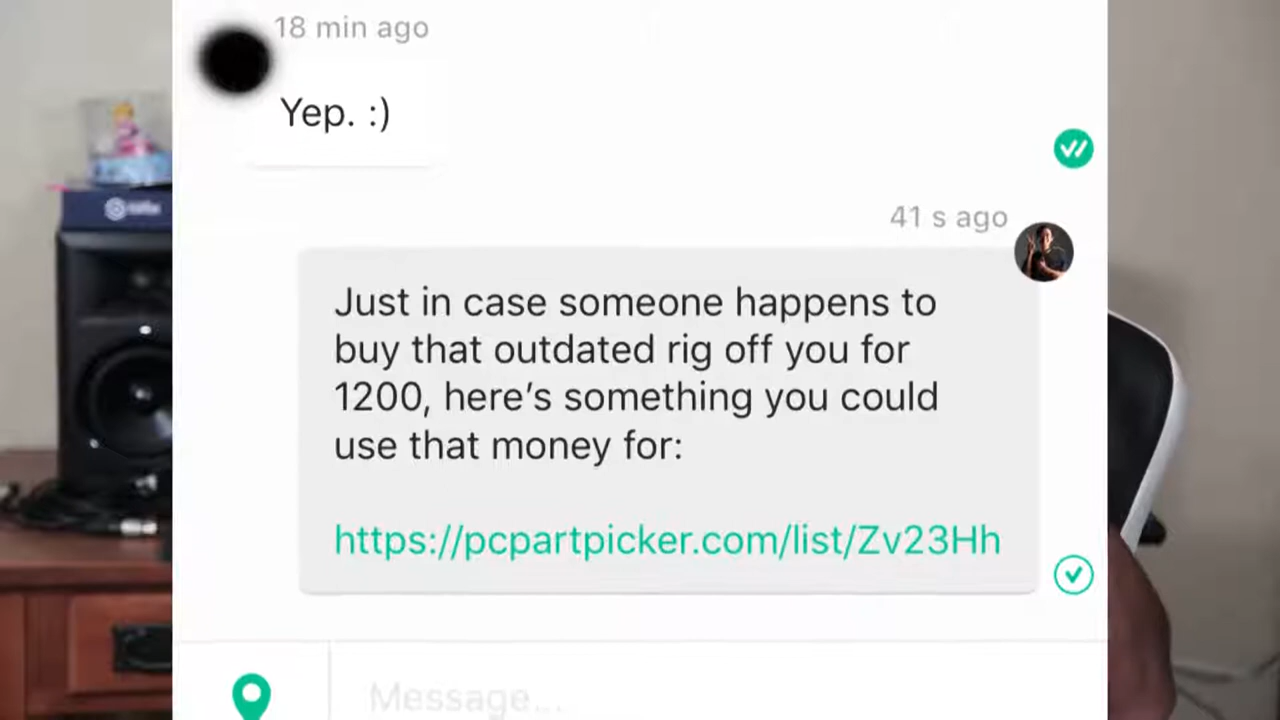 18 min ago
Yep. :)
41 s ago
Just in case someone happens to
buy that outdated rig off you for
1200, here's something you could
use that money for:
https://pcpartpicker.com/list/Zv23Hh
Message...